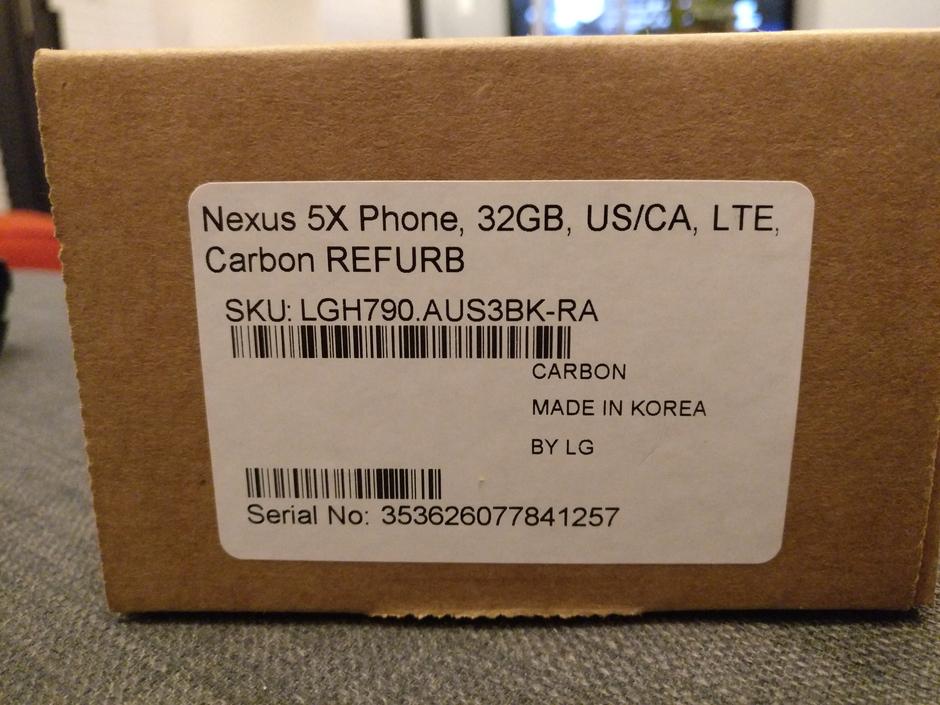 Nexus 5X Phone, 32GB, US/CA, LTE,
Carbon REFURB
SKU: LGH790.AUS3BK-RA
CARBON
MADE IN KOREA
BY LG
Serial No: 353626077841257